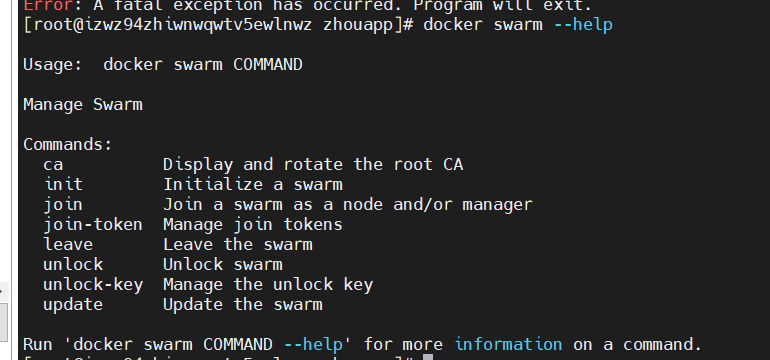 Error: A fatal exception has occurred. Program will exit.
[root@izwz94zhiwnwqwtv5ewlnwz zhouapp]# docker swarm --help
Usage:  docker swarm COMMAND
Manage Swarm
Commands:
  ca          Display and rotate the root CA
  init        Initialize a swarm
  join        Join a swarm as a node and/or manager
  join-token  Manage join tokens
  leave       Leave the swarm
  unlock      Unlock swarm
  unlock-key  Manage the unlock key
  update      Update the swarm
Run 'docker swarm COMMAND --help' for more information on a command.